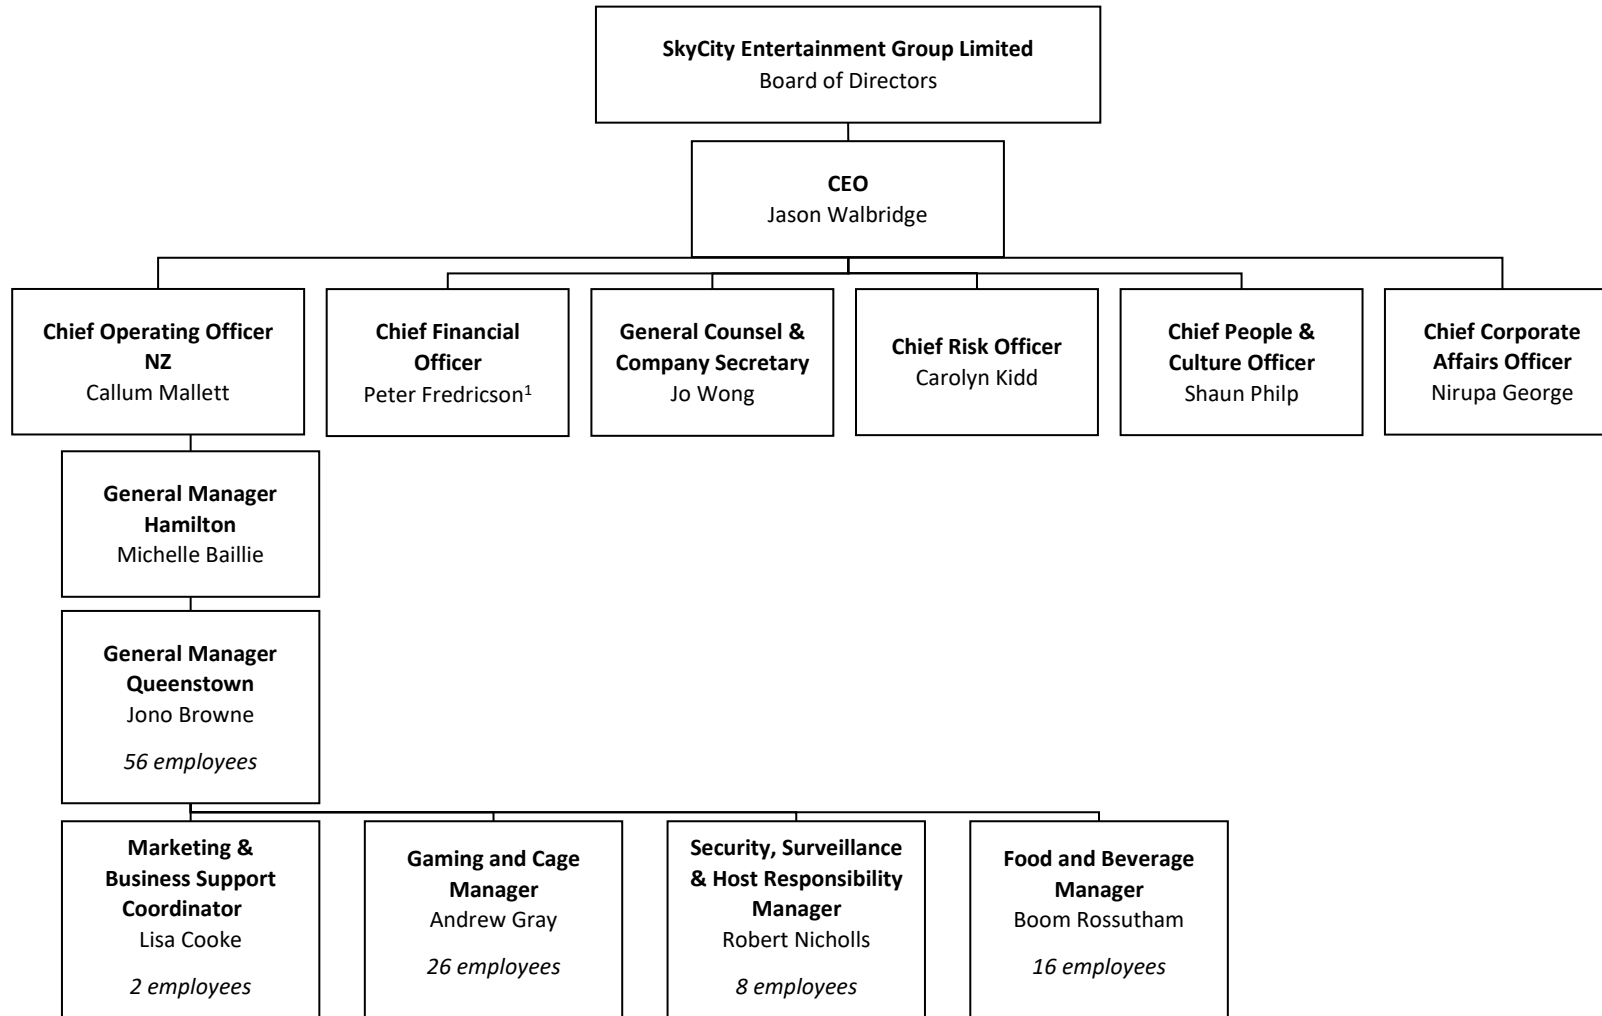 SkyCity Entertainment Group Limited
Board of Directors
CEO
Jason Walbridge
Chief Operating Officer
NZ
Callum Mallett
Chief Financial
Officer
Peter Fredricson¹
General Counsel &
Company Secretary
Jo Wong
Chief Risk Officer
Carolyn Kidd
Chief People &
Culture Officer
Shaun Philp
Chief Corporate
Affairs Officer
Nirupa George
General Manager
Hamilton
Michelle Baillie
General Manager
Queenstown
Jono Browne
56 employees
Marketing &
Business Support
Coordinator
Lisa Cooke
2 employees
Gaming and Cage
Manager
Andrew Gray
26 employees
Security, Surveillance
& Host Responsibility
Manager
Robert Nicholls
8 employees
Food and Beverage
Manager
Boom Rossutham
16 employees